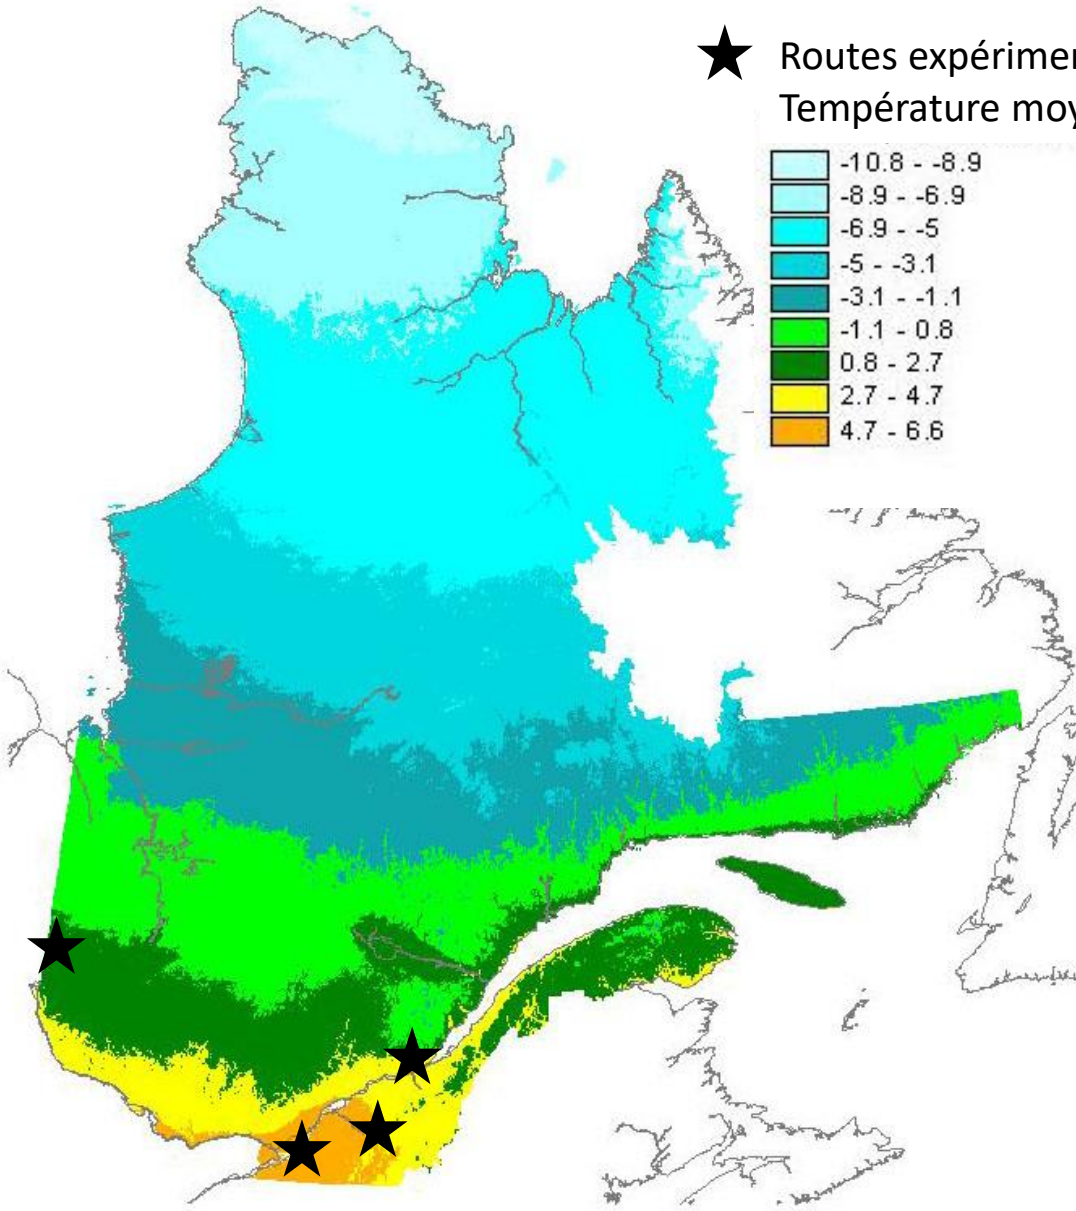 Routes expérimen
Température moy
-10.8 - -8.9
-8.9 - -6.9
-6.9 - -5
-5 - -3.1
-3.1 - -1.1
-1.1 - 0.8
0.8 - 2.7
2.7 - 4.7
4.7 - 6.6